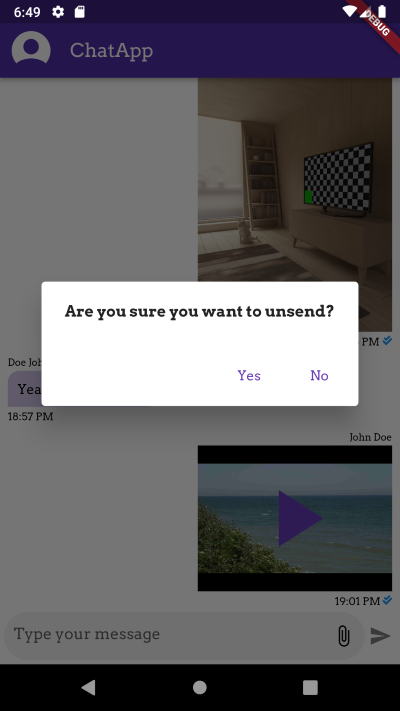 6:49
DEBUG
ChatApp
PM
Are you sure you want to unsend?
Yes
No
Doe
Yea
18:57 PM
John Doe
19:01 PM
Type your message